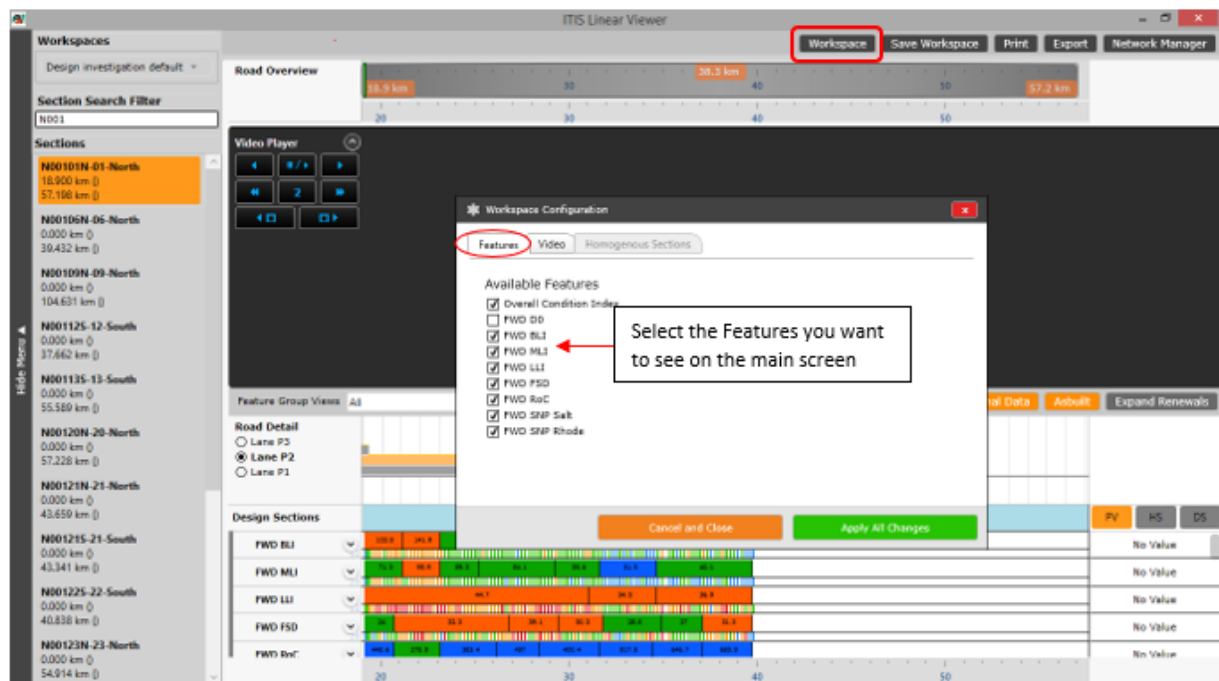 ITIS Linear Viewer
Workspaces
Workspace Save Workspace Print Export Network Manager
Design investigation default
Road Overview
18.9 km 30 38.3 km 40 50 57.2 km
20 30 40 50
Section Search Filter
N001
Sections
N00101N-01-North
18.900 km ()
57.198 km ()
N00106N-06-North
0.000 km ()
39.432 km ()
N00109N-09-North
0.000 km ()
104.631 km ()
N00112S-12-South
0.000 km ()
37.662 km ()
N00113S-13-South
0.000 km ()
55.589 km ()
N00120N-20-North
0.000 km ()
57.228 km ()
N00121N-21-North
0.000 km ()
43.659 km ()
N00121S-21-South
0.000 km ()
43.341 km ()
N00122S-22-South
0.000 km ()
40.838 km ()
N00123N-23-North
0.000 km ()
54.914 km ()
Hide Menu
Video Player
2
Workspace Configuration
Features Video Homogenous Sections
Available Features
Overall Condition Index
FWD DD
FWD BLI
FWD MLI
FWD LLI
FWD FSD
FWD RoC
FWD SNP Salt
FWD SNP Rhode
Select the Features you want
to see on the main screen
Cancel and Close Apply All Changes
Feature Group Views All
Data Asbuilt Expand Renewals
Road Detail
Lane P3
Lane P2
Lane P1
Design Sections
PV HS DS
FWD BLI No Value
FWD MLI No Value
FWD LLI 44.7 No Value
FWD FSD No Value
FWD RoC No Value
20 30 40 50